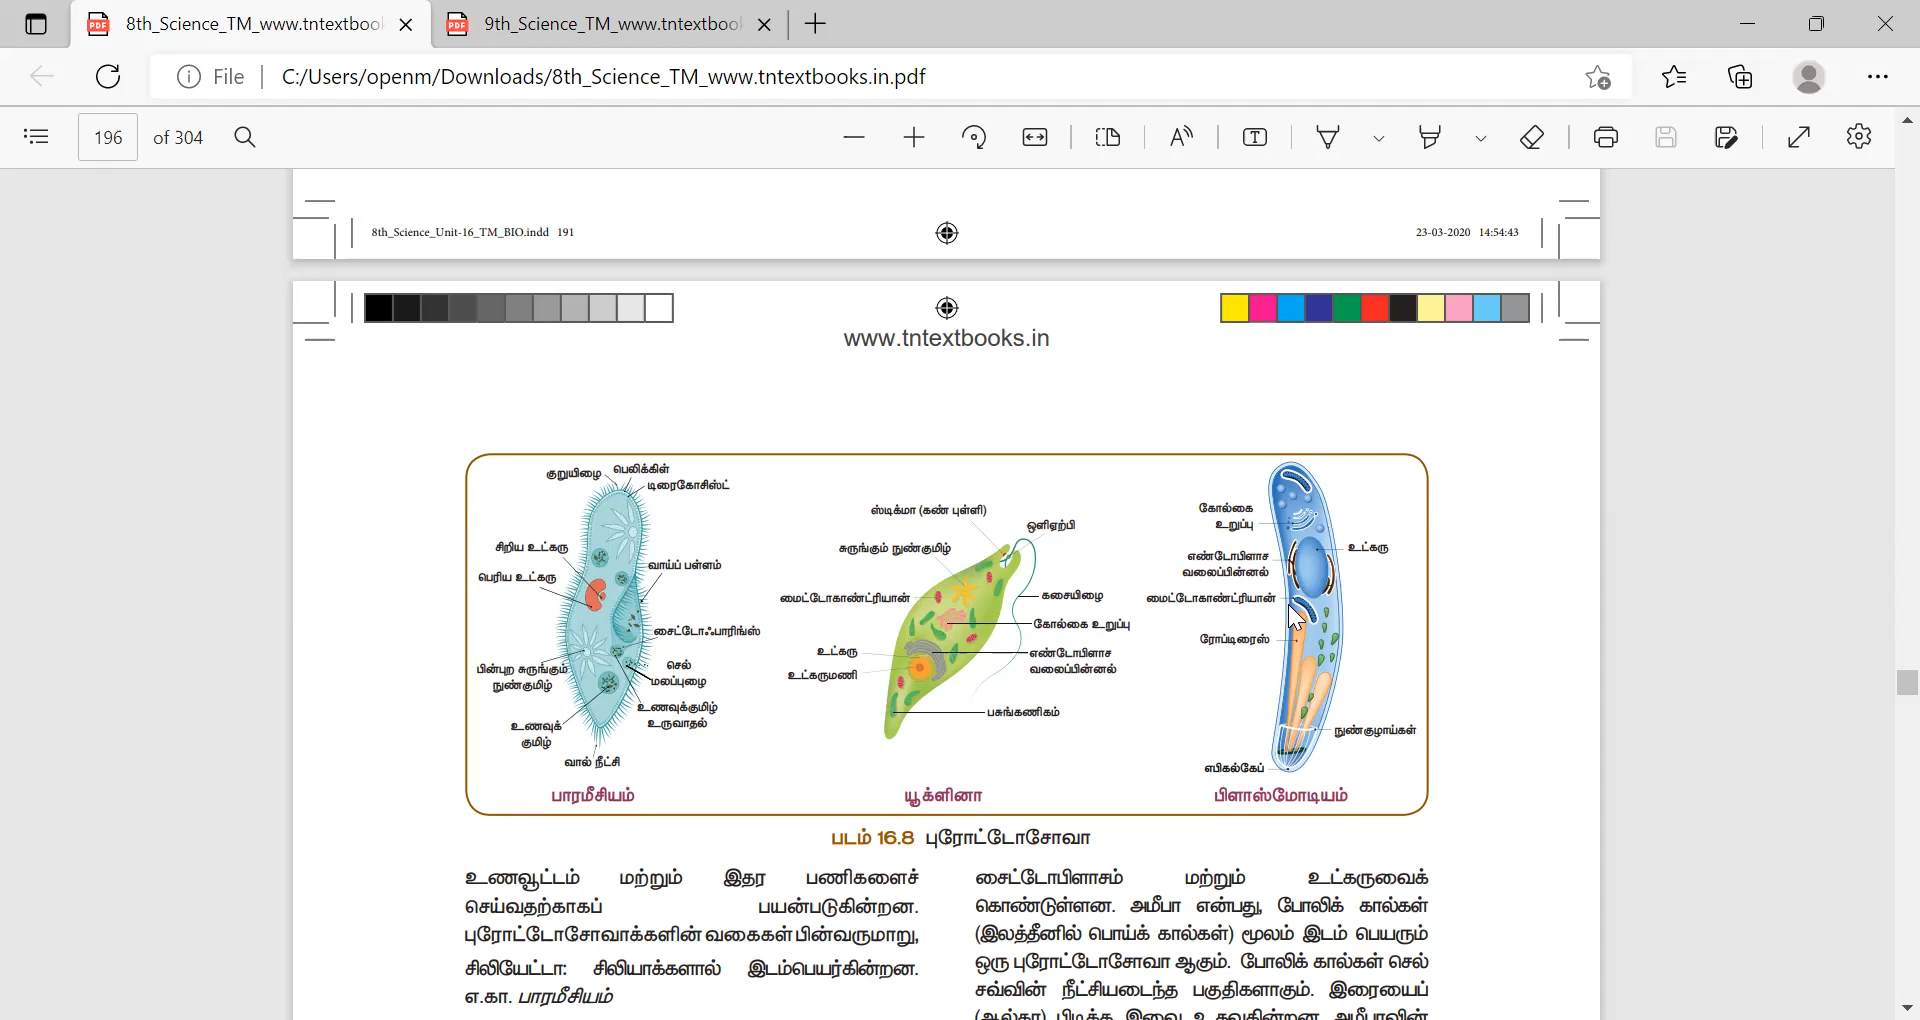 8th_Science_TM_www.tntextbool
9th_Science_TM_www.tntextbool
File
C:/Users/openm/Downloads/8th_Science_TM_www.tntextbooks.in.pdf
196 of 304
8th_Science_Unit-16_TM_BIO.indd 191
23-03-2020 14:54:43
www.tntextbooks.in
குறுயிழை
பெலிக்கிள்
டிரைகோசிஸ்ட்
சிறிய உட்கரு
பெரிய உட்கரு
வாய்ப் பள்ளம்
சைட்டோஃபாரிங்ஸ்
பின்புற சுருங்கும்
நுண்குமிழ்
செல்
மலப்புழை
உணவுக்குமிழ்
உருவாதல்
உணவுக்
குமிழ்
வால் நீட்சி
பாரமீசியம்
ஸ்டிக்மா (கண் புள்ளி)
ஒளிஏற்பி
சுருங்கும் நுண்குமிழ்
மைட்டோகாண்ட்ரியான்
கசையிழை
கோல்கை உறுப்பு
உட்கரு
உட்கருமணி
எண்டோபிளாச
வலைப்பின்னல்
பசுங்கணிகம்
யூக்ளினா
கோல்கை
உறுப்பு
உட்கரு
எண்டோபிளாச
வலைப்பின்னல்
மைட்டோகாண்ட்ரியான்
ரோப்டிரைஸ்
நுண்குழாய்கள்
எபிகல்கேப்
பிளாஸ்மோடியம்
படம் 16.8 புரோட்டோசோவா
உணவூட்டம் மற்றும் இதர பணிகளைச்
செய்வதற்காகப் பயன்படுகின்றன.
புரோட்டோசோவாக்களின் வகைகள் பின்வருமாறு,
சிலியேட்டா: சிலியாக்களால் இடம்பெயர்கின்றன.
எ.கா. பாரமீசியம்
சைட்டோபிளாசம் மற்றும் உட்கருவைக்
கொண்டுள்ளன. அமீபா என்பது, போலிக் கால்கள்
(இலத்தீனில் பொய்க் கால்கள்) மூலம் இடம் பெயரும்
ஒரு புரோட்டோசோவா ஆகும். போலிக் கால்கள் செல்
சவ்வின் நீட்சியடைந்த பகுதிகளாகும். இரையைப்